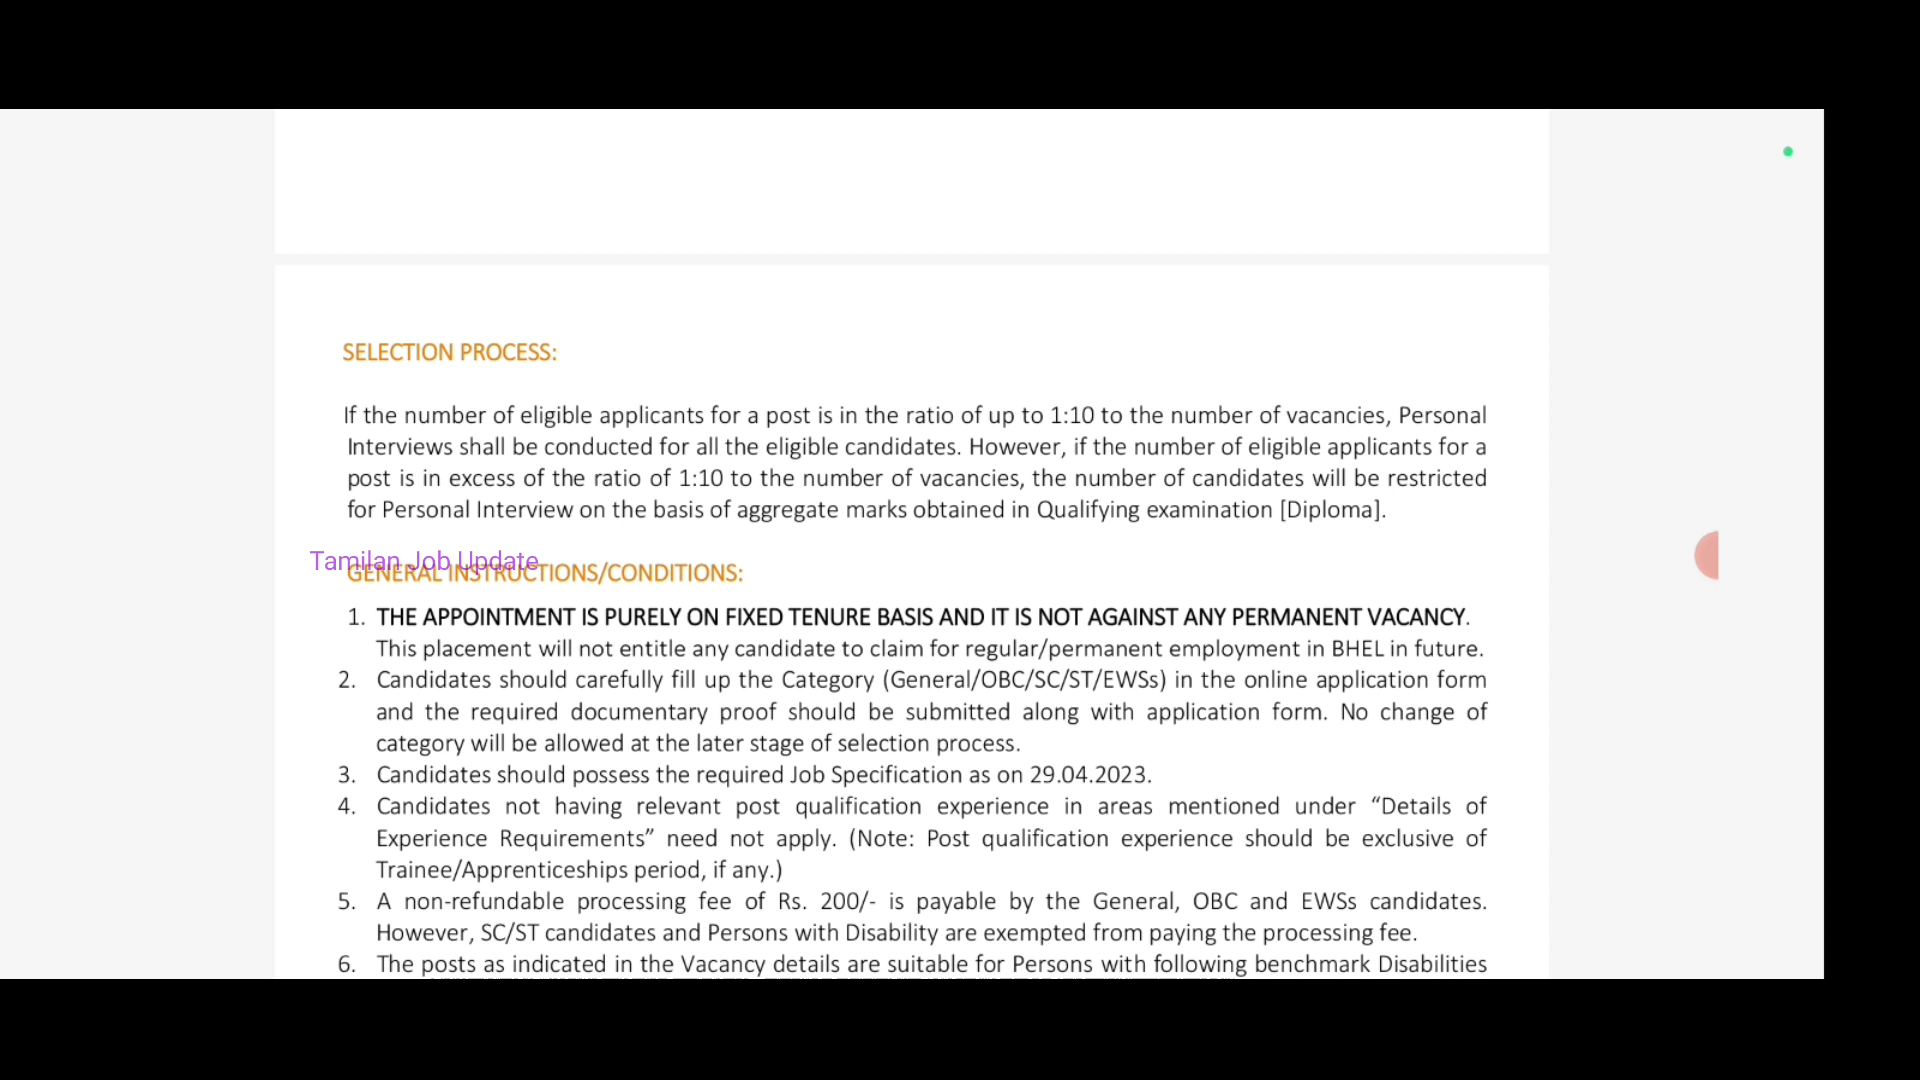 SELECTION PROCESS:
If the number of eligible applicants for a post is in the ratio of up to 1:10 to the number of vacancies, Personal
Interviews shall be conducted for all the eligible candidates. However, if the number of eligible applicants for a
post is in excess of the ratio of 1:10 to the number of vacancies, the number of candidates will be restricted
for Personal Interview on the basis of aggregate marks obtained in Qualifying examination [Diploma].
Tamilan Job Update
GENERAL INSTRUCTIONS/CONDITIONS:
1. THE APPOINTMENT IS PURELY ON FIXED TENURE BASIS AND IT IS NOT AGAINST ANY PERMANENT VACANCY.
This placement will not entitle any candidate to claim for regular/permanent employment in BHEL in future.
2. Candidates should carefully fill up the Category (General/OBC/SC/ST/EWSs) in the online application form
and the required documentary proof should be submitted along with application form. No change of
category will be allowed at the later stage of selection process.
3. Candidates should possess the required Job Specification as on 29.04.2023.
4. Candidates not having relevant post qualification experience in areas mentioned under “Details of
Experience Requirements” need not apply. (Note: Post qualification experience should be exclusive of
Trainee/Apprenticeships period, if any.)
5. A non-refundable processing fee of Rs. 200/- is payable by the General, OBC and EWSs candidates.
However, SC/ST candidates and Persons with Disability are exempted from paying the processing fee.
6. The posts as indicated in the Vacancy details are suitable for Persons with following benchmark Disabilities